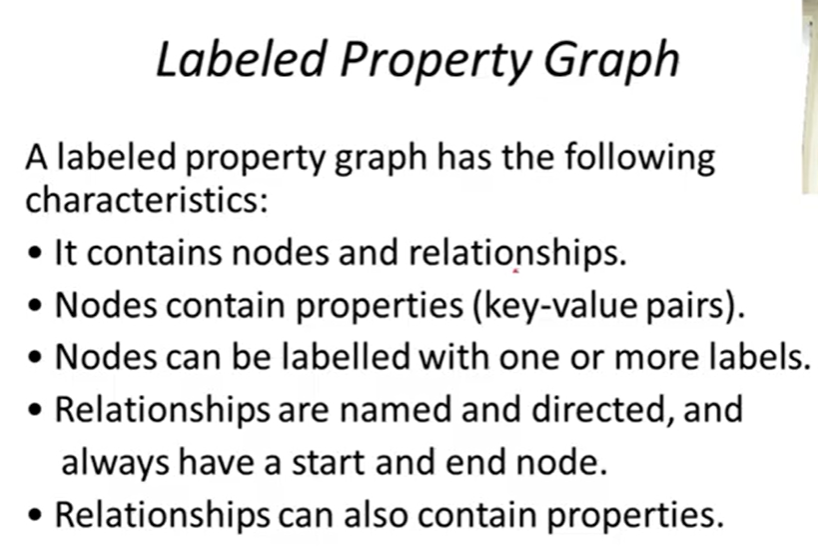 Labeled Property Graph
A labeled property graph has the following
characteristics:
• It contains nodes and relationships.
• Nodes contain properties (key-value pairs).
• Nodes can be labelled with one or more labels.
• Relationships are named and directed, and
always have a start and end node.
• Relationships can also contain properties.